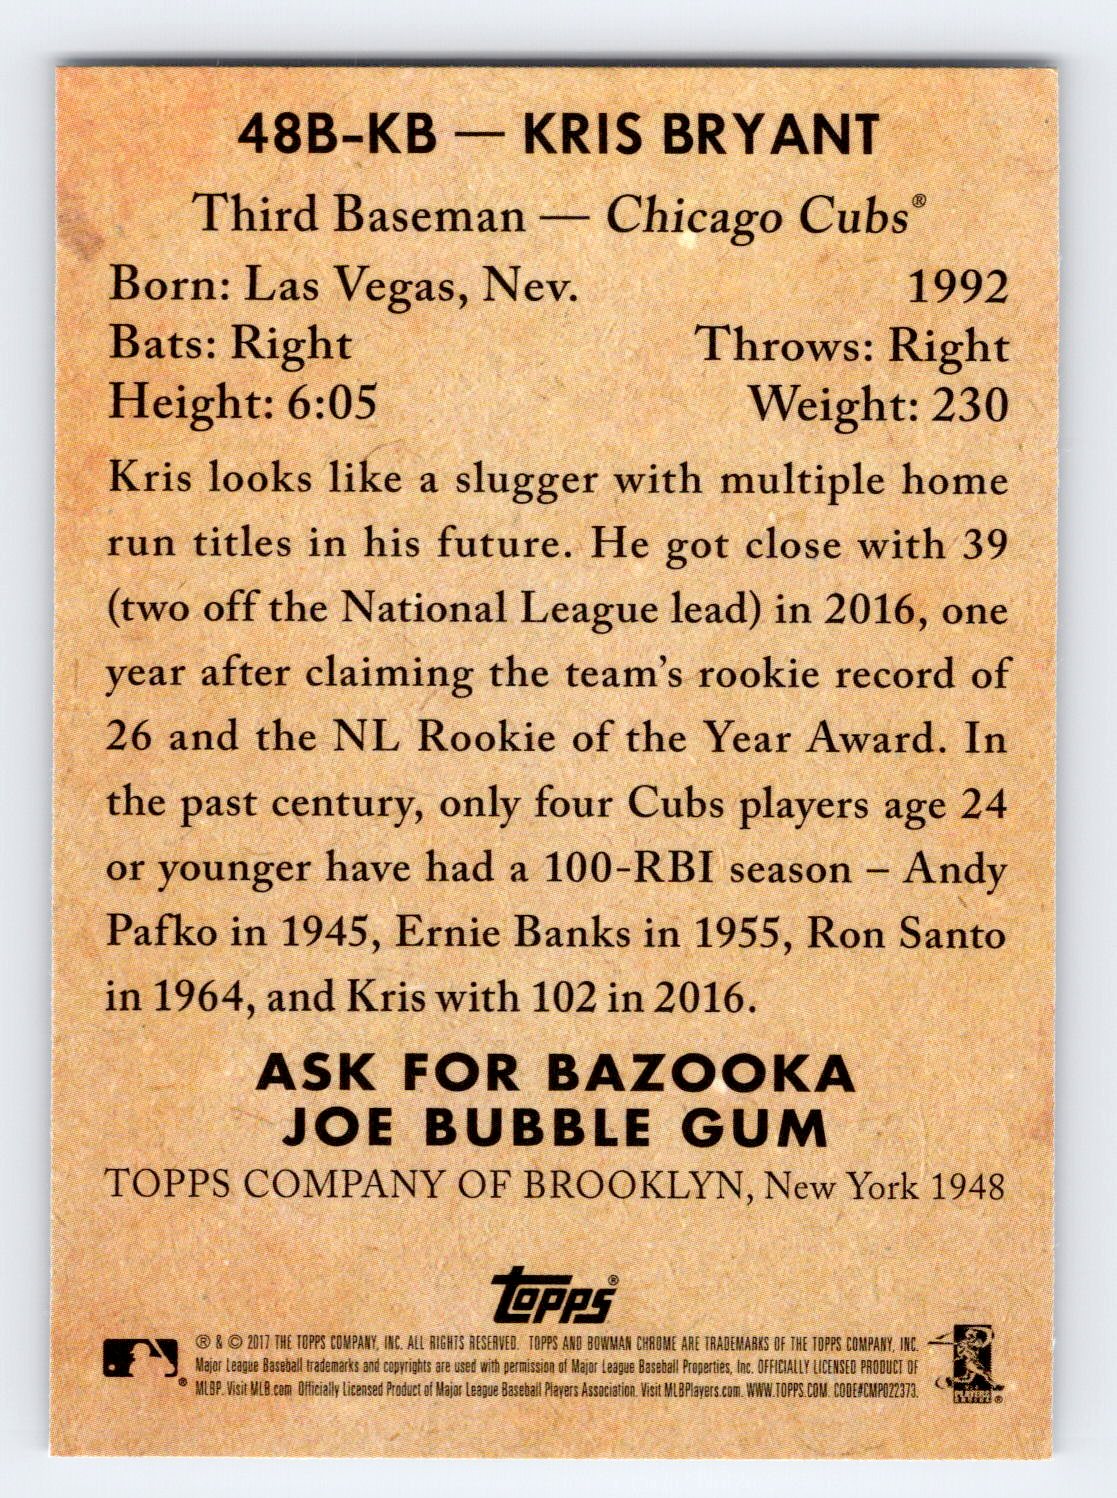 48B-KB — KRIS BRYANT
Third Baseman — Chicago Cubs®
Born: Las Vegas, Nev. 1992
Bats: Right Throws: Right
Height: 6:05 Weight: 230
Kris looks like a slugger with multiple home
run titles in his future. He got close with 39
(two off the National League lead) in 2016, one
year after claiming the team's rookie record of
26 and the NL Rookie of the Year Award. In
the past century, only four Cubs players age 24
or younger have had a 100-RBI season – Andy
Pafko in 1945, Ernie Banks in 1955, Ron Santo
in 1964, and Kris with 102 in 2016.
ASK FOR BAZOOKA
JOE BUBBLE GUM
TOPPS COMPANY OF BROOKLYN, New York 1948
Topps®
® & © 2017 THE TOPPS COMPANY, INC. ALL RIGHTS RESERVED. TOPPS AND BOWMAN CHROME ARE TRADEMARKS OF THE TOPPS COMPANY, INC.
Major League Baseball trademarks and copyrights are used with permission of Major League Baseball Properties, Inc. OFFICIALLY LICENSED PRODUCT OF
MLBP. Visit MLB.com Officially Licensed Product of Major League Baseball Players Association. Visit MLBPlayers.com. WWW.TOPPS.COM. CODE#CMP022373.